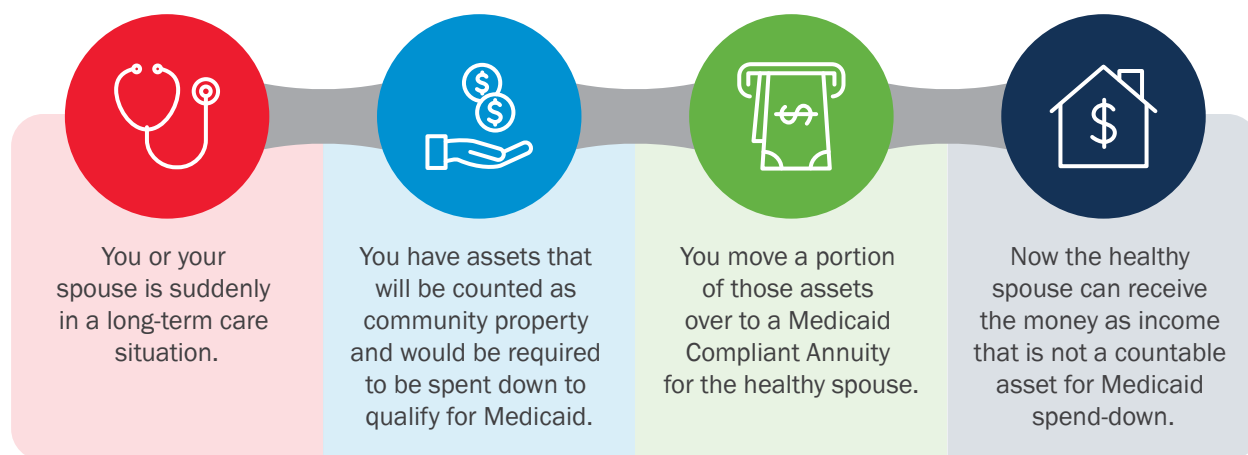 You or your
spouse is suddenly
in a long-term care
situation.
You have assets that
will be counted as
community property
and would be required
to be spent down to
qualify for Medicaid.
You move a portion
of those assets
over to a Medicaid
Compliant Annuity
for the healthy spouse.
Now the healthy
spouse can receive
the money as income
that is not a countable
asset for Medicaid
spend-down.